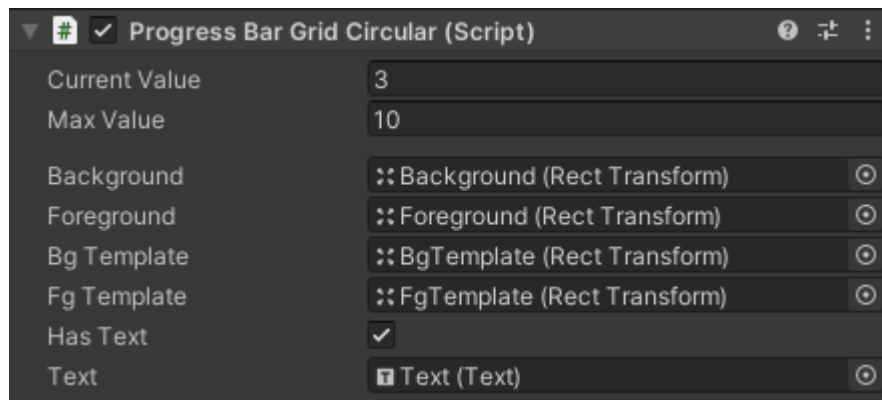 Progress Bar Grid Circular (Script)
Current Value 3
Max Value 10
Background Background (Rect Transform)
Foreground Foreground (Rect Transform)
Bg Template BgTemplate (Rect Transform)
Fg Template FgTemplate (Rect Transform)
Has Text
Text Text (Text)